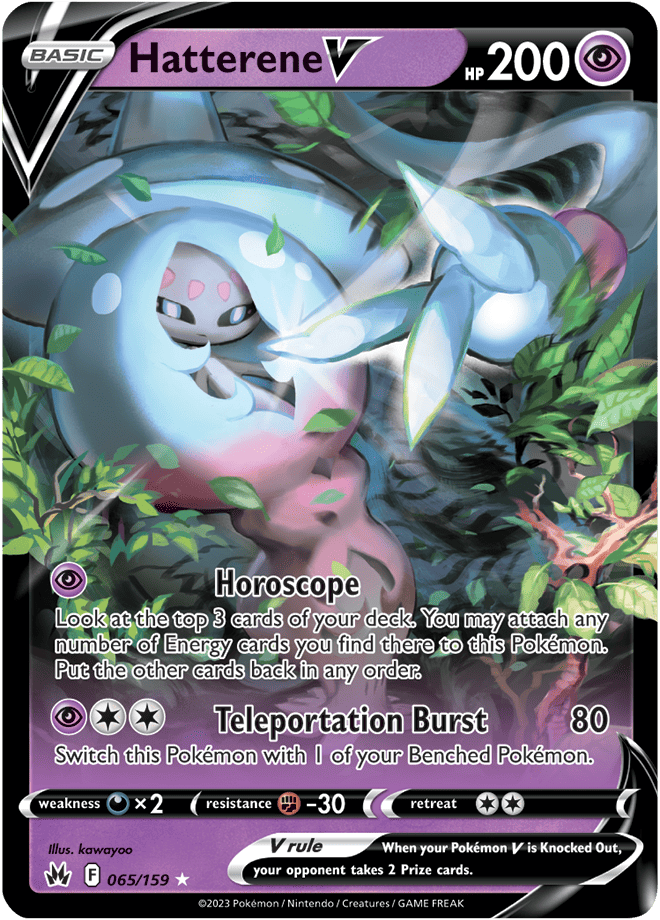 BASIC Hatterene V HP 200
Horoscope
Look at the top 3 cards of your deck. You may attach any
number of Energy cards you find there to this Pokémon.
Put the other cards back in any order.
Teleportation Burst 80
Switch this Pokémon with 1 of your Benched Pokémon.
weakness ×2 resistance -30 retreat
Illus. kawayoo
V rule When your Pokémon V is Knocked Out,
your opponent takes 2 Prize cards.
F 065/159
©2023 Pokémon / Nintendo / Creatures / GAME FREAK